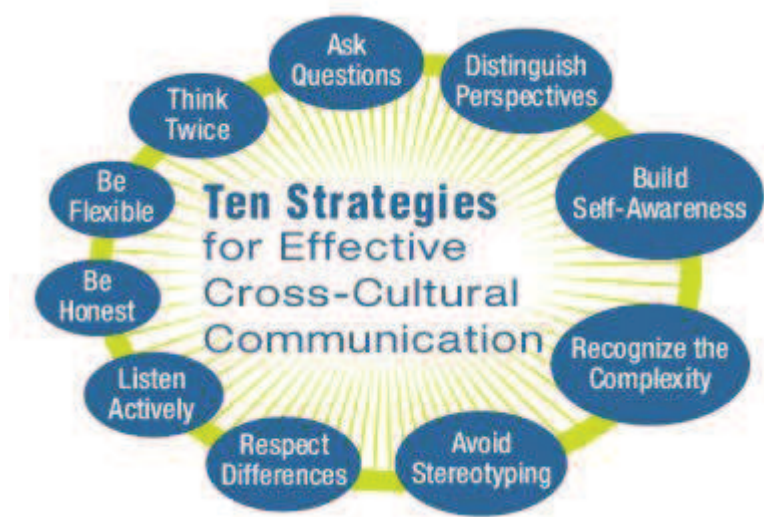 Ask
Questions
Distinguish
Perspectives
Build
Self-Awareness
Recognize the
Complexity
Avoid
Stereotyping
Respect
Differences
Listen
Actively
Be
Honest
Be
Flexible
Think
Twice
Ten Strategies
for Effective
Cross-Cultural
Communication